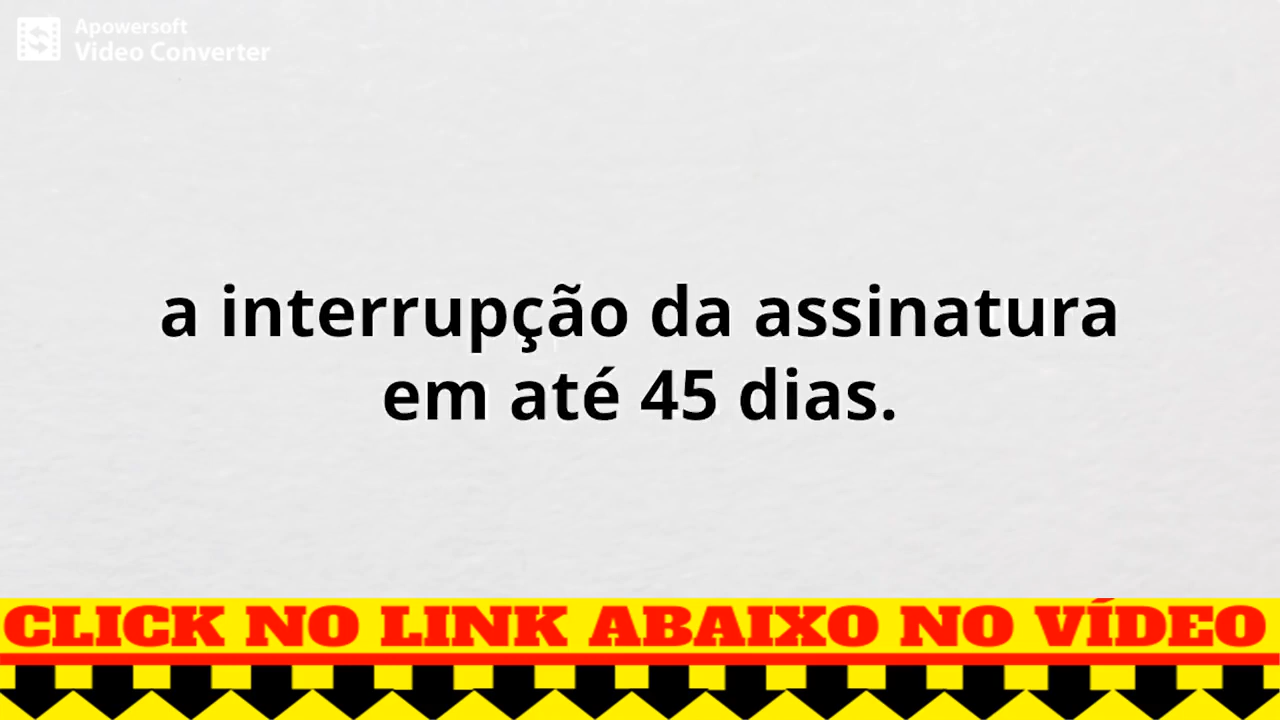 Apowersoft
Video Converter
a interrupção da assinatura
em até 45 dias.
CLICK NO LINK ABAIXO NO VÍDEO